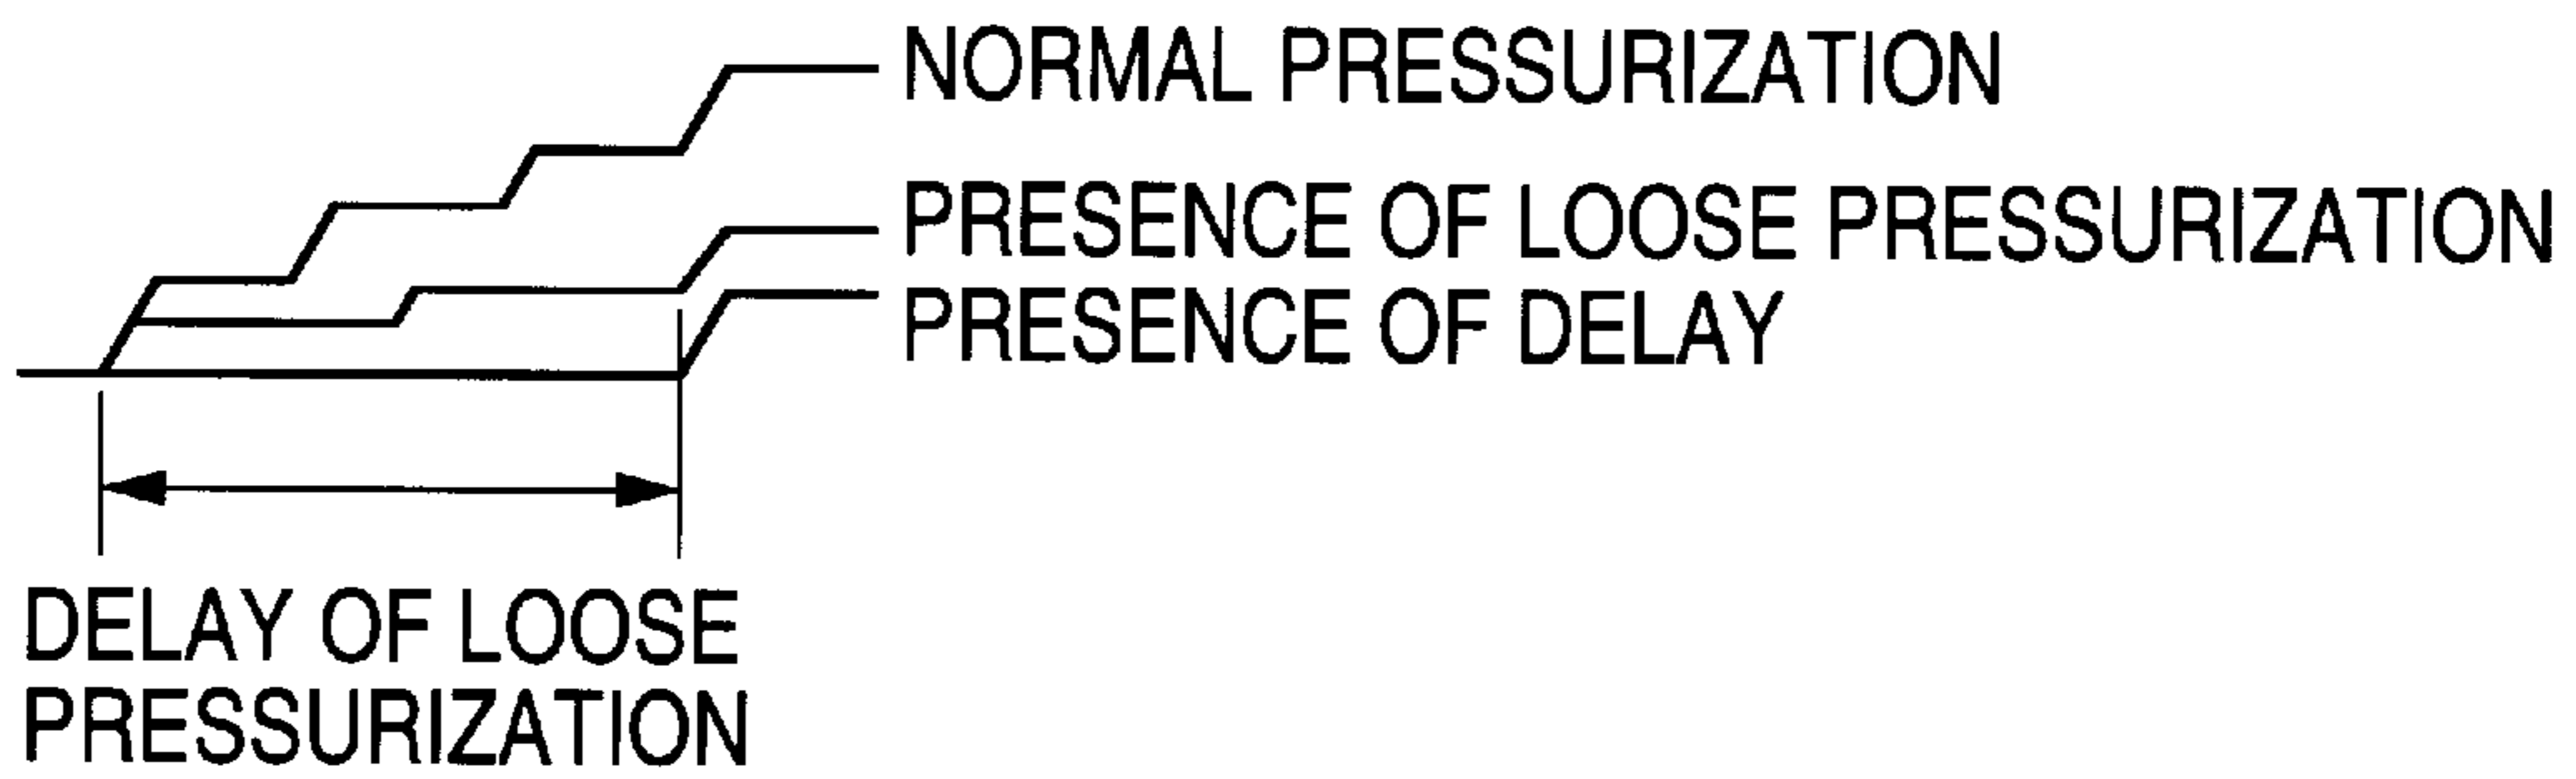 NORMAL PRESSURIZATION
PRESENCE OF LOOSE PRESSURIZATION
PRESENCE OF DELAY
DELAY OF LOOSE
PRESSURIZATION